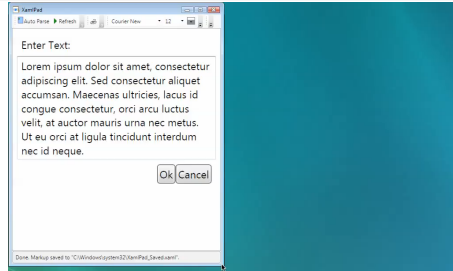 XamlPad
Auto Parse Refresh Courier New 12
Enter Text:
Lorem ipsum dolor sit amet, consectetur
adipiscing elit. Sed consectetur aliquet
accumsan. Maecenas ultricies, lacus id
congue consectetur, orci arcu luctus
velit, at auctor mauris urna nec metus.
Ut eu orci at ligula tincidunt interdum
nec id neque.
Ok Cancel
Done. Markup saved to "C:\Windows\system32\XamlPad_Saved.xaml".